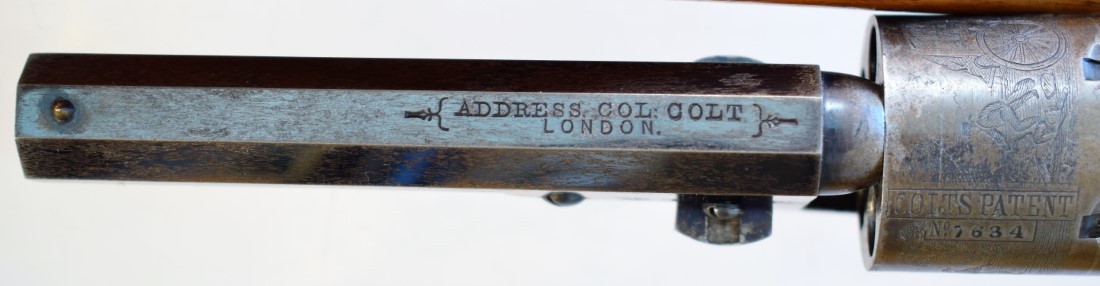 ADDRESS. COL: COLT
LONDON.
COLTS PATENT
No 7634